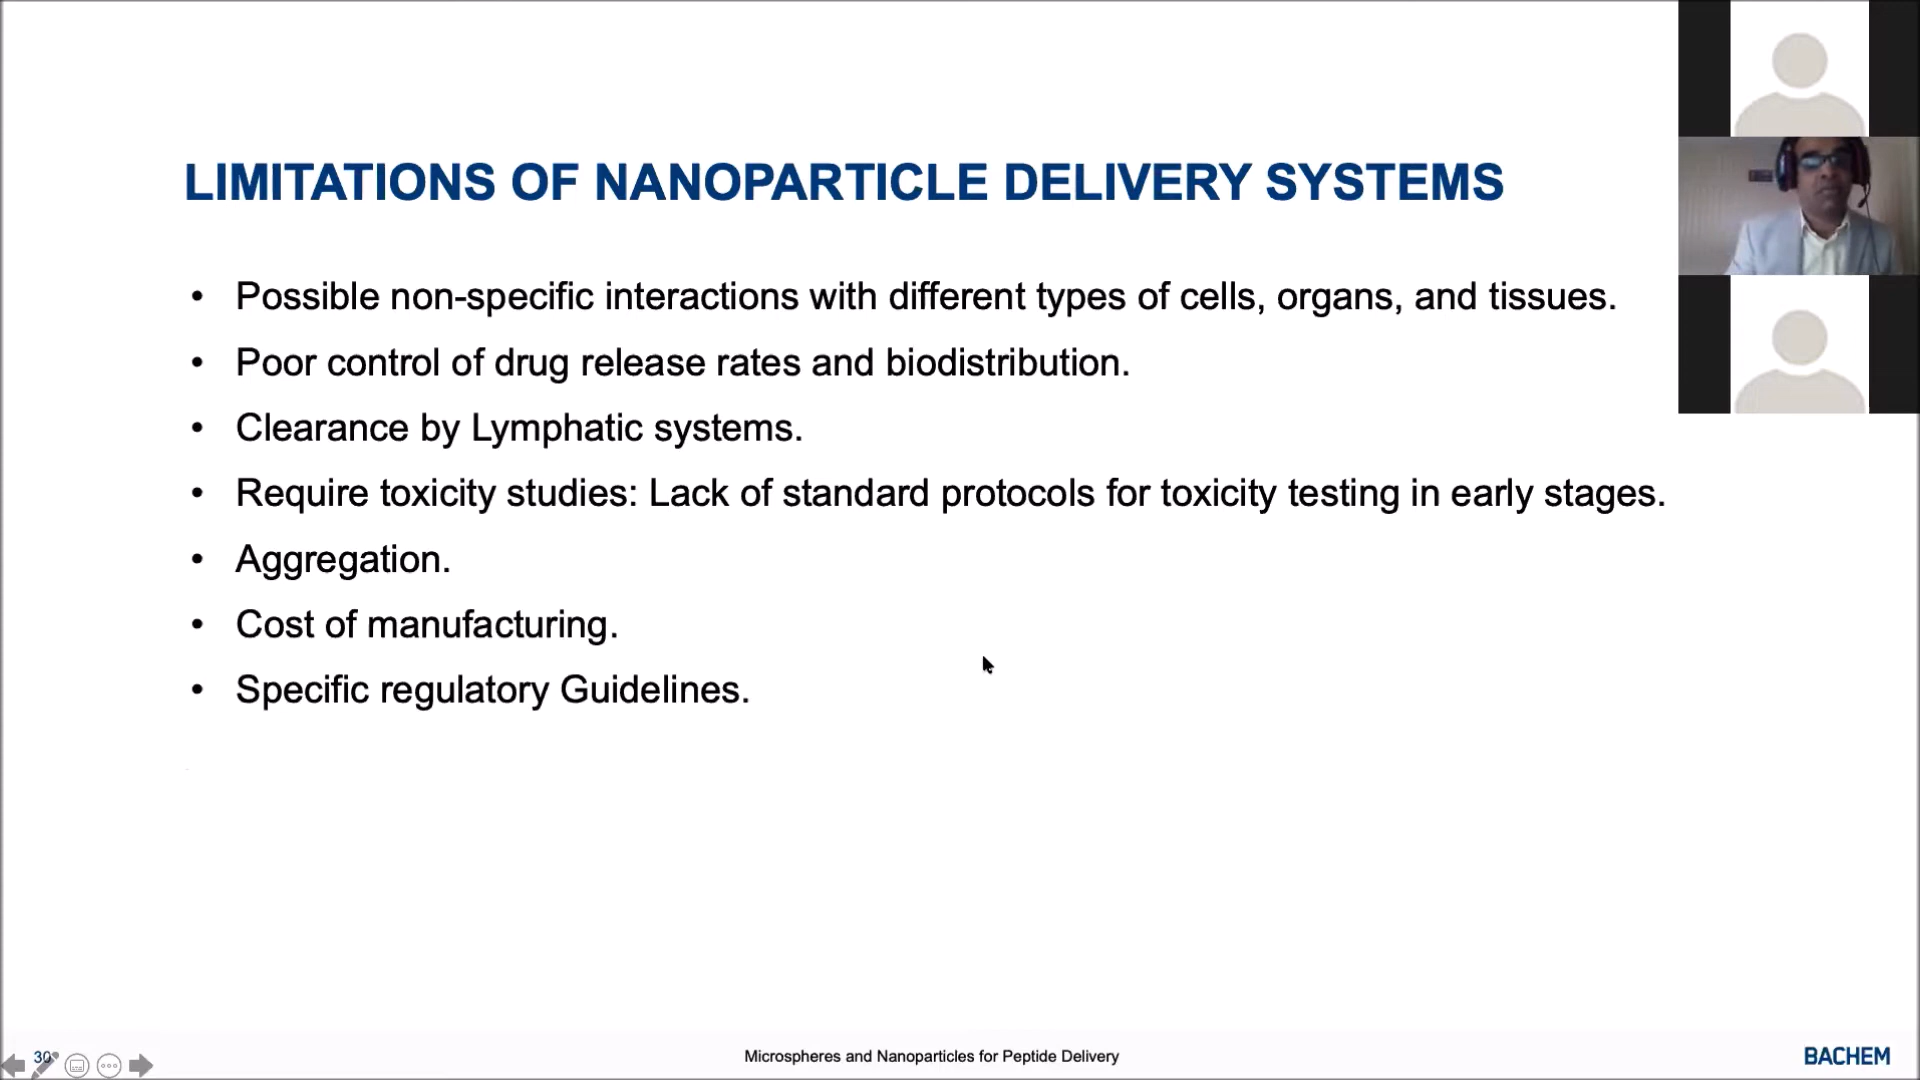 LIMITATIONS OF NANOPARTICLE DELIVERY SYSTEMS
• Possible non-specific interactions with different types of cells, organs, and tissues.
• Poor control of drug release rates and biodistribution.
• Clearance by Lymphatic systems.
• Require toxicity studies: Lack of standard protocols for toxicity testing in early stages.
• Aggregation.
• Cost of manufacturing.
• Specific regulatory Guidelines.
30
Microspheres and Nanoparticles for Peptide Delivery
BACHEM